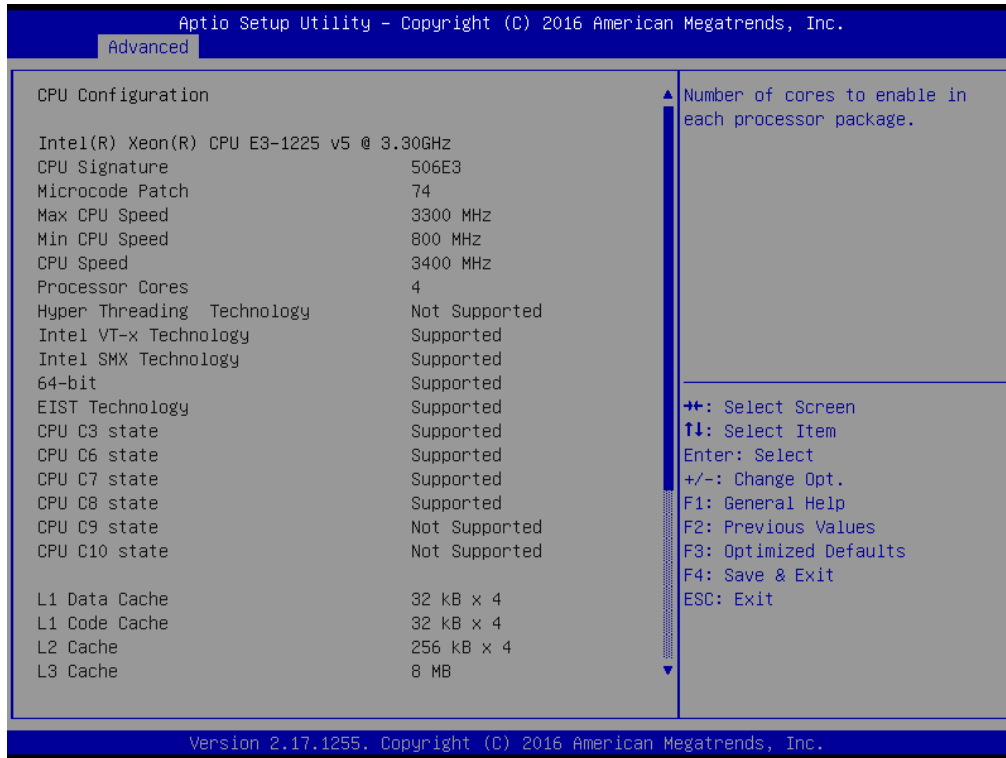 Aptio Setup Utility – Copyright (C) 2016 American Megatrends, Inc.
Advanced
CPU Configuration
Intel(R) Xeon(R) CPU E3-1225 v5 @ 3.30GHz
CPU Signature 506E3
Microcode Patch 74
Max CPU Speed 3300 MHz
Min CPU Speed 800 MHz
CPU Speed 3400 MHz
Processor Cores 4
Hyper Threading Technology Not Supported
Intel VT-x Technology Supported
Intel SMX Technology Supported
64-bit Supported
EIST Technology Supported
CPU C3 state Supported
CPU C6 state Supported
CPU C7 state Supported
CPU C8 state Supported
CPU C9 state Not Supported
CPU C10 state Not Supported
L1 Data Cache 32 kB x 4
L1 Code Cache 32 kB x 4
L2 Cache 256 kB x 4
L3 Cache 8 MB
Number of cores to enable in
each processor package.
→←: Select Screen
↑↓: Select Item
Enter: Select
+/-: Change Opt.
F1: General Help
F2: Previous Values
F3: Optimized Defaults
F4: Save & Exit
ESC: Exit
Version 2.17.1255. Copyright (C) 2016 American Megatrends, Inc.